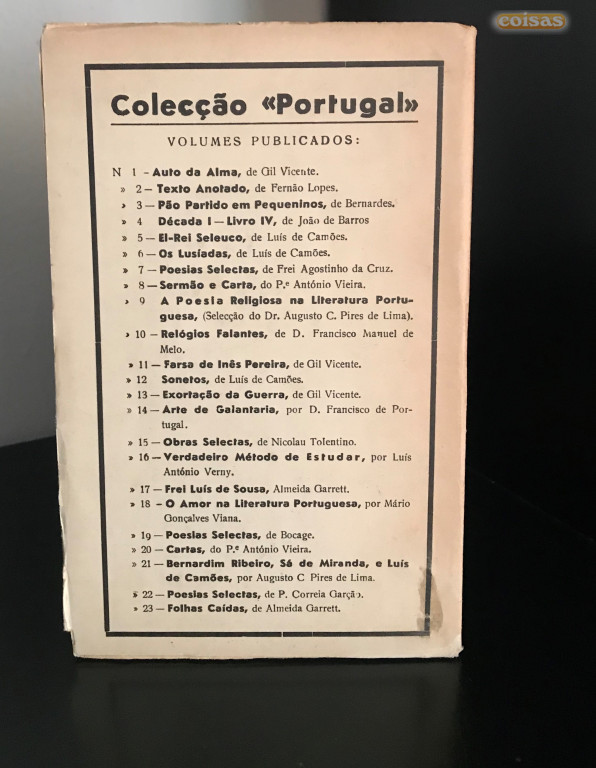 coisas
Colecção «Portugal»
VOLUMES PUBLICADOS:
N 1 - Auto da Alma, de Gil Vicente.
» 2 — Texto Anotado, de Fernão Lopes.
» 3 — Pão Partido em Pequeninos, de Bernardes.
» 4 Década I — Livro IV, de João de Barros
» 5 — El-Rei Seleuco, de Luís de Camões.
» 6 — Os Lusíadas, de Luís de Camões.
» 7 — Poesias Selectas, de Frei Agostinho da Cruz.
» 8 — Sermão e Carta, do P.e António Vieira.
» 9 A Poesia Religiosa na Literatura Portu-
guesa, (Selecção do Dr. Augusto C. Pires de Lima).
» 10 — Relógios Falantes, de D. Francisco Manuel de
Melo.
» 11 — Farsa de Inês Pereira, de Gil Vicente.
» 12 Sonetos, de Luís de Camões.
» 13 — Exortação da Guerra, de Gil Vicente.
» 14 — Arte de Galantaria, por D. Francisco de Por-
tugal.
» 15 — Obras Selectas, de Nicolau Tolentino.
» 16 — Verdadeiro Método de Estudar, por Luís
António Verny.
» 17 — Frei Luís de Sousa, Almeida Garrett.
» 18 - O Amor na Literatura Portuguesa, por Mário
Gonçalves Viana.
» 19 — Poesias Selectas, de Bocage.
» 20 — Cartas, do P.e António Vieira.
» 21 — Bernardim Ribeiro, Sá de Miranda, e Luís
de Camões, por Augusto C Pires de Lima.
» 22 — Poesias Selectas, de P. Correia Garção.
» 23 — Folhas Caídas, de Almeida Garrett.